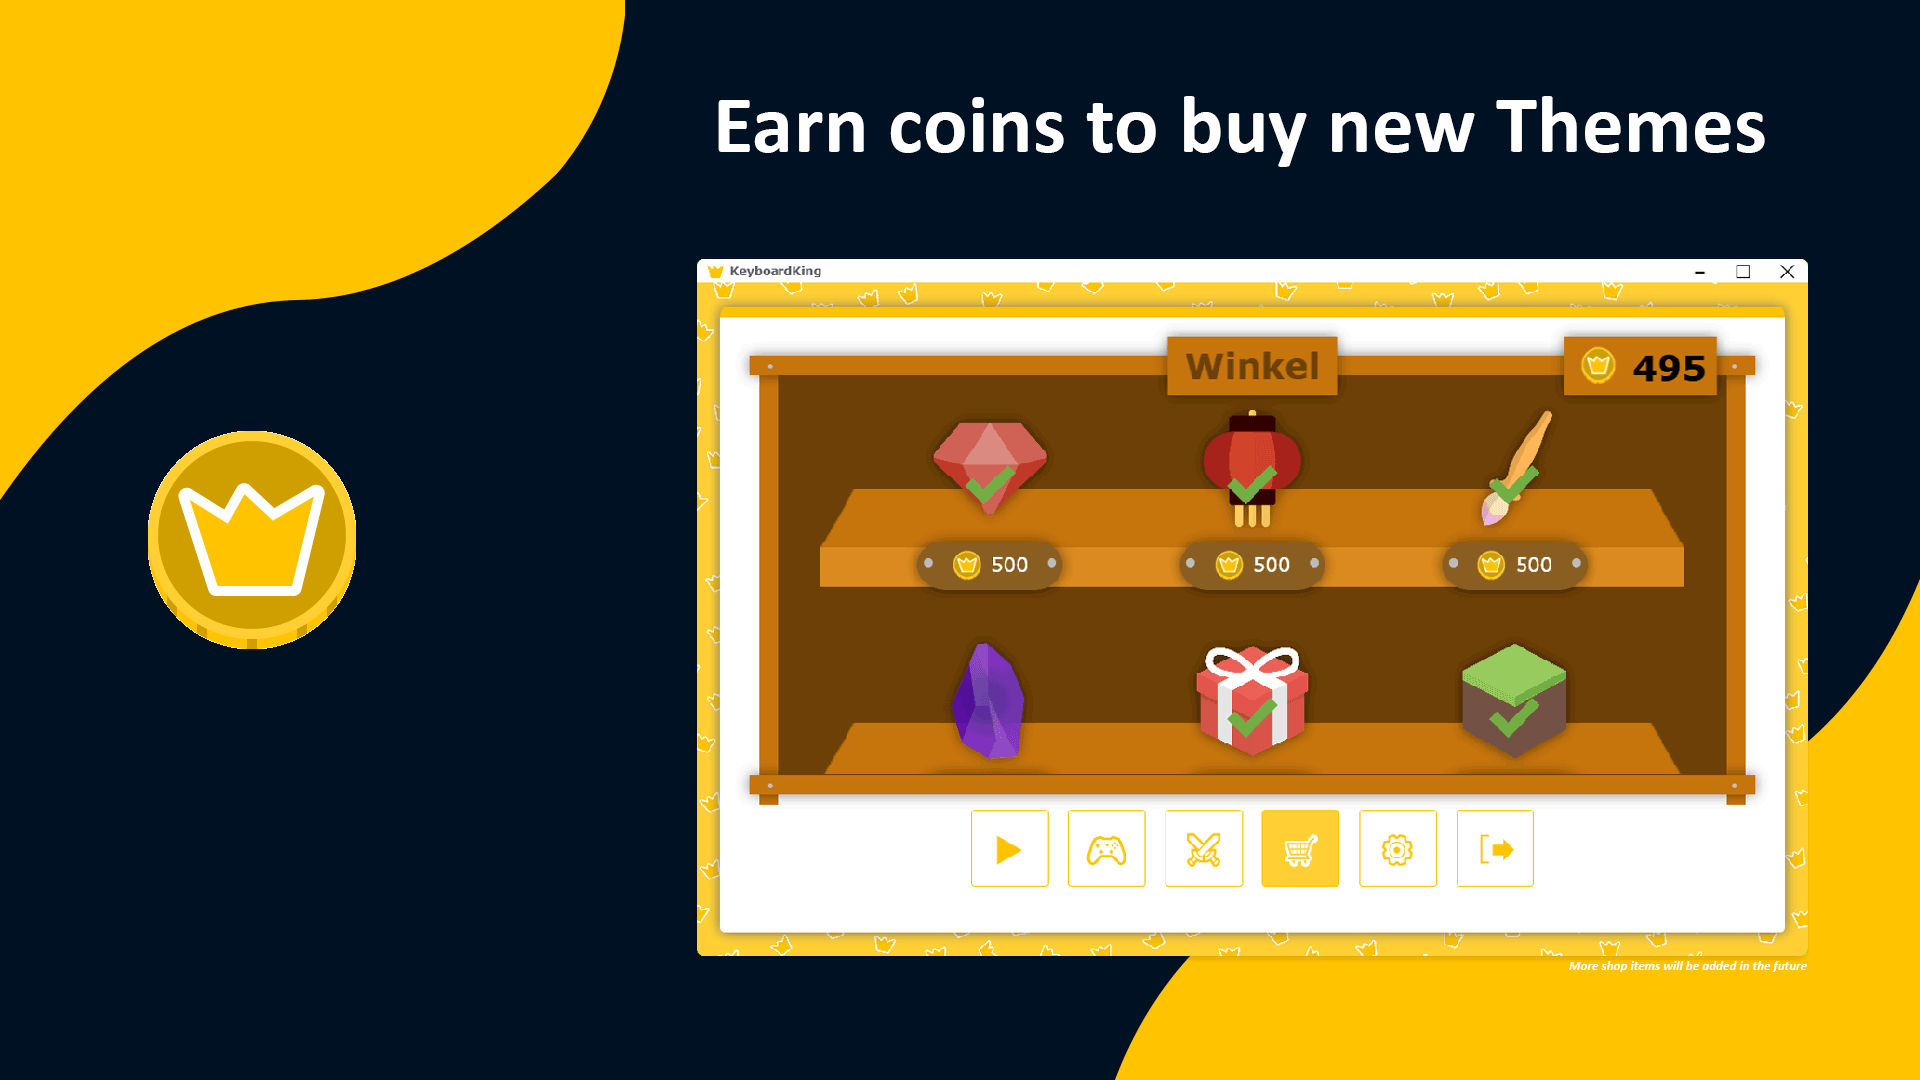 Earn coins to buy new Themes
KeyboardKing
Winkel
495
500
500
500
More shop items will be added in the future